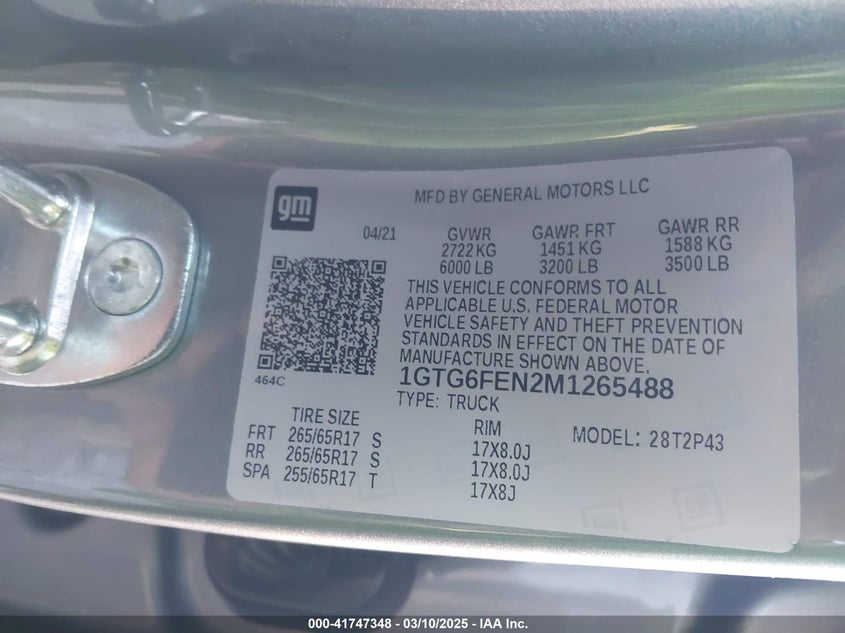 gm
MFD BY GENERAL MOTORS LLC
04/21
GVWR
2722 KG
6000 LB
GAWR FRT
1451 KG
3200 LB
GAWR RR
1588 KG
3500 LB
THIS VEHICLE CONFORMS TO ALL
APPLICABLE U.S. FEDERAL MOTOR
VEHICLE SAFETY AND THEFT PREVENTION
STANDARDS IN EFFECT ON THE DATE OF
MANUFACTURE SHOWN ABOVE.
464C
1GTG6FEN2M1265488
TYPE: TRUCK
TIRE SIZE
RIM
MODEL: 28T2P43
FRT 265/65R17 S 17X8.0J
RR 265/65R17 S 17X8.0J
SPA 255/65R17 T 17X8J
000-41747348 — 03/10/2025 — IAA Inc.